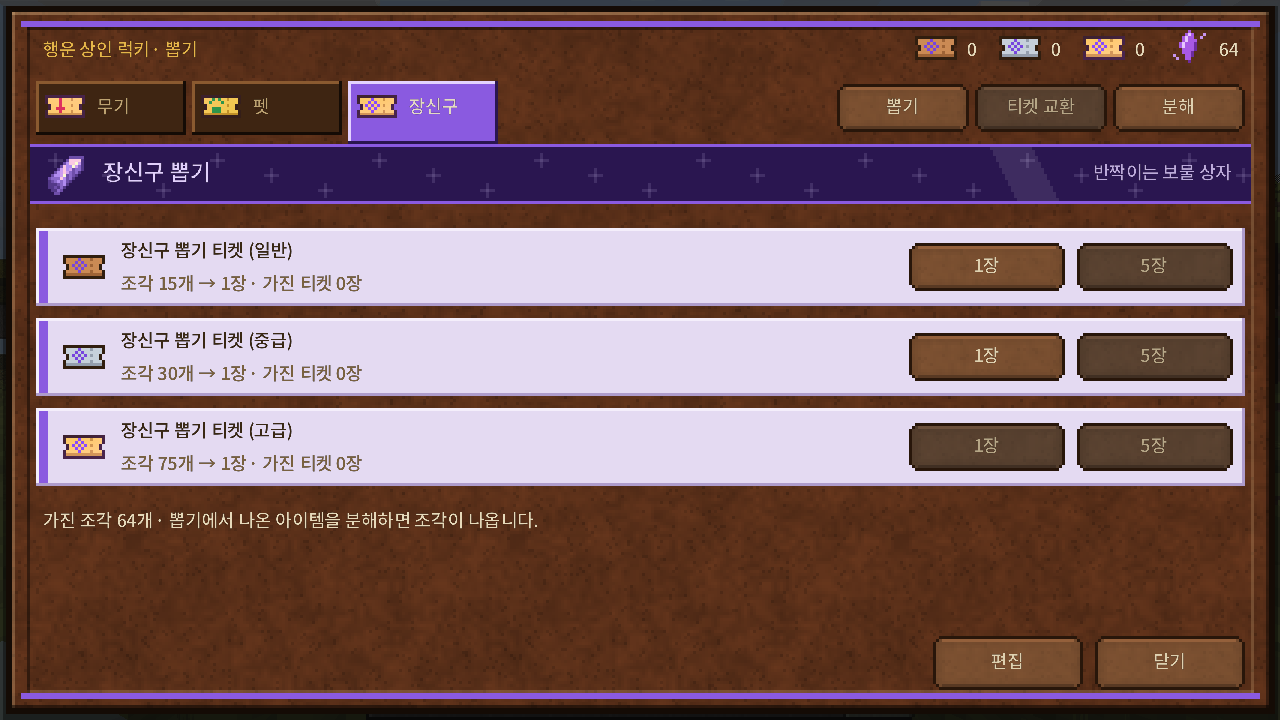 행운 상인 럭키 · 뽑기
0
0
0
64
무기
펫
장신구
뽑기
티켓 교환
분해
장신구 뽑기
반짝이는 보물 상자
장신구 뽑기 티켓 (일반)
조각 15개 → 1장 · 가진 티켓 0장
1장
5장
장신구 뽑기 티켓 (중급)
조각 30개 → 1장 · 가진 티켓 0장
1장
5장
장신구 뽑기 티켓 (고급)
조각 75개 → 1장 · 가진 티켓 0장
1장
5장
가진 조각 64개 · 뽑기에서 나온 아이템을 분해하면 조각이 나옵니다.
편집
닫기